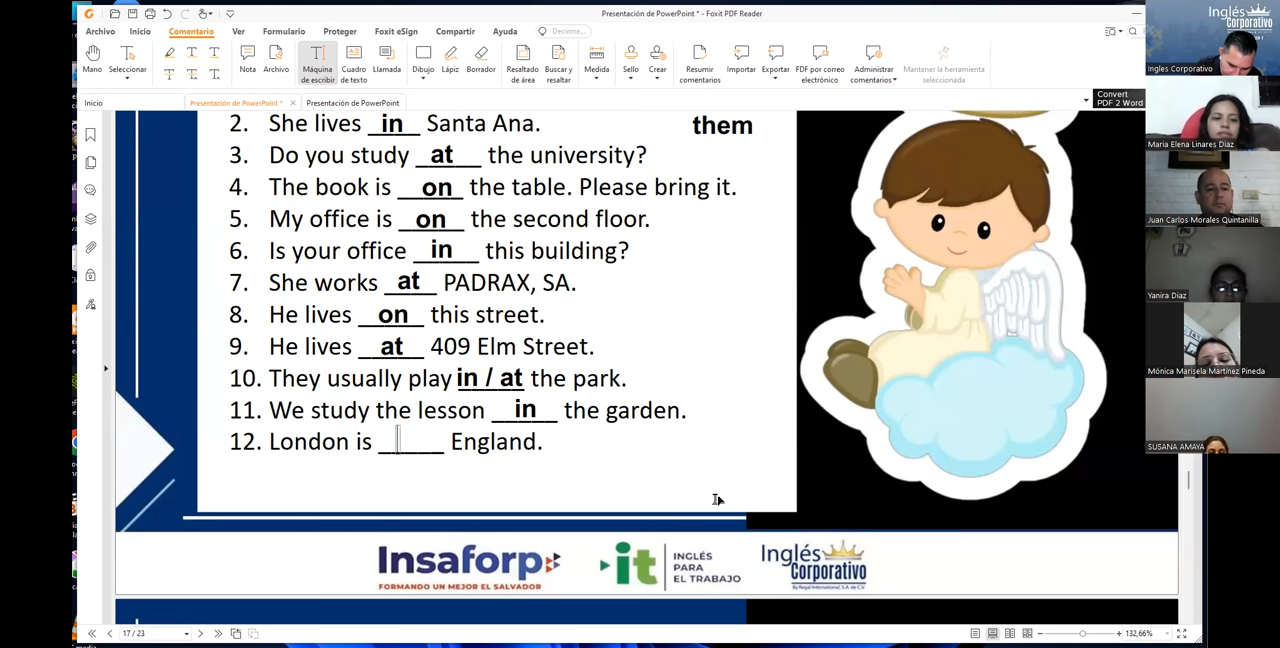 Presentación de PowerPoint * - Foxit PDF Reader
Archivo Inicio Comentario Ver Formulario Proteger Foxit eSign Compartir Ayuda Decirme...
Mano Seleccionar Nota Archivo Máquina de escribir Cuadro de texto Llamada Dibujo Lápiz Borrador Resaltado de área Buscar y resaltar Medida Sello Crear Resumir comentarios Importar Exportar FDF por correo electrónico Administrar comentarios Mantener la herramienta seleccionada
Inicio Presentación de PowerPoint * Presentación de PowerPoint
Convert
PDF 2 Word
2. She lives in Santa Ana.
them
3. Do you study at the university?
4. The book is on the table. Please bring it.
5. My office is on the second floor.
6. Is your office in this building?
7. She works at PADRAX, SA.
8. He lives on this street.
9. He lives at 409 Elm Street.
10. They usually play in / at the park.
11. We study the lesson in the garden.
12. London is _____ England.
Insaforp
FORMANDO UN MEJOR EL SALVADOR
it
INGLÉS
PARA
EL TRABAJO
Inglés
Corporativo
By Regal International, S.A. de C.V.
17 / 23
132,66%
Inglés
Corporativo
Ingles Corporativo
Maria Elena Linares Diaz
Juan Carlos Morales Quintanilla
Yanira Diaz
Mónica Marisela Martínez Pineda
SUSANA AMAYA